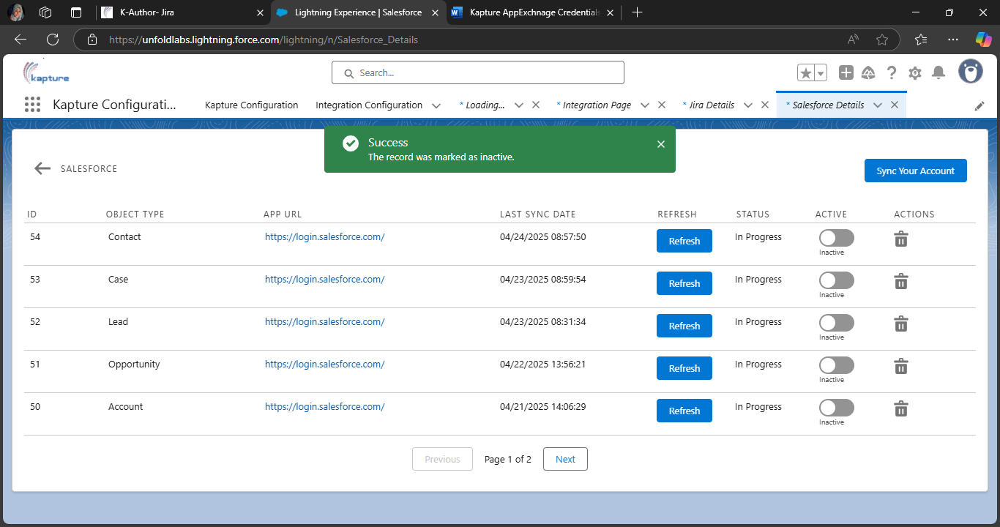 K-Author- Jira
Lightning Experience | Salesforce
Kapture AppExchnage Credentials
https://unfoldlabs.lightning.force.com/lightning/n/Salesforce_Details
kapture
Search...
Kapture Configurati...
Kapture Configuration
Integration Configuration
* Loading...
* Integration Page
* Jira Details
* Salesforce Details
Success
The record was marked as inactive.
SALESFORCE
Sync Your Account
ID OBJECT TYPE APP URL LAST SYNC DATE REFRESH STATUS ACTIVE ACTIONS
54 Contact https://login.salesforce.com/ 04/24/2025 08:57:50 Refresh In Progress
Inactive
53 Case https://login.salesforce.com/ 04/23/2025 08:59:54 Refresh In Progress
Inactive
52 Lead https://login.salesforce.com/ 04/23/2025 08:31:34 Refresh In Progress
Inactive
51 Opportunity https://login.salesforce.com/ 04/22/2025 13:56:21 Refresh In Progress
Inactive
50 Account https://login.salesforce.com/ 04/21/2025 14:06:29 Refresh In Progress
Inactive
Previous Page 1 of 2 Next